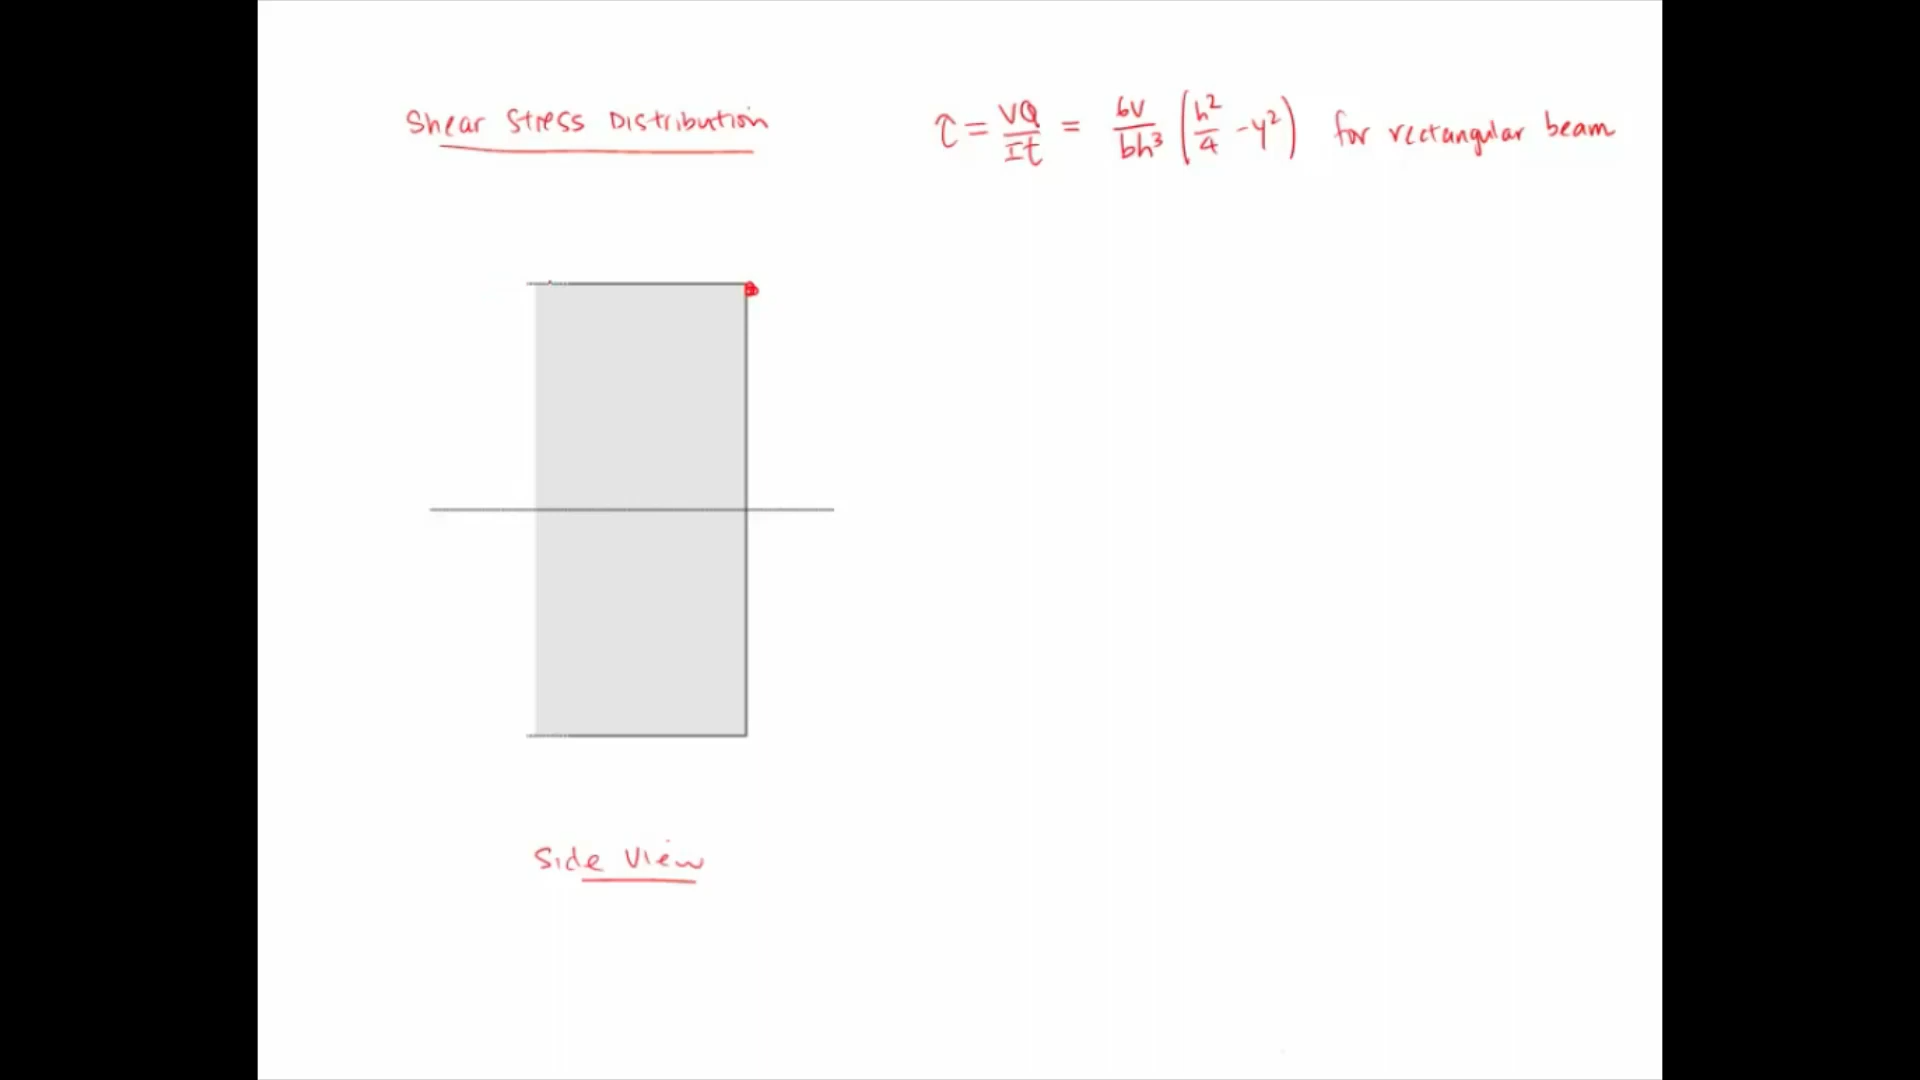 Shear Stress Distribution
τ = VQ/It = 6V/bh³ (h²/4 - y²) for rectangular beam
Side View